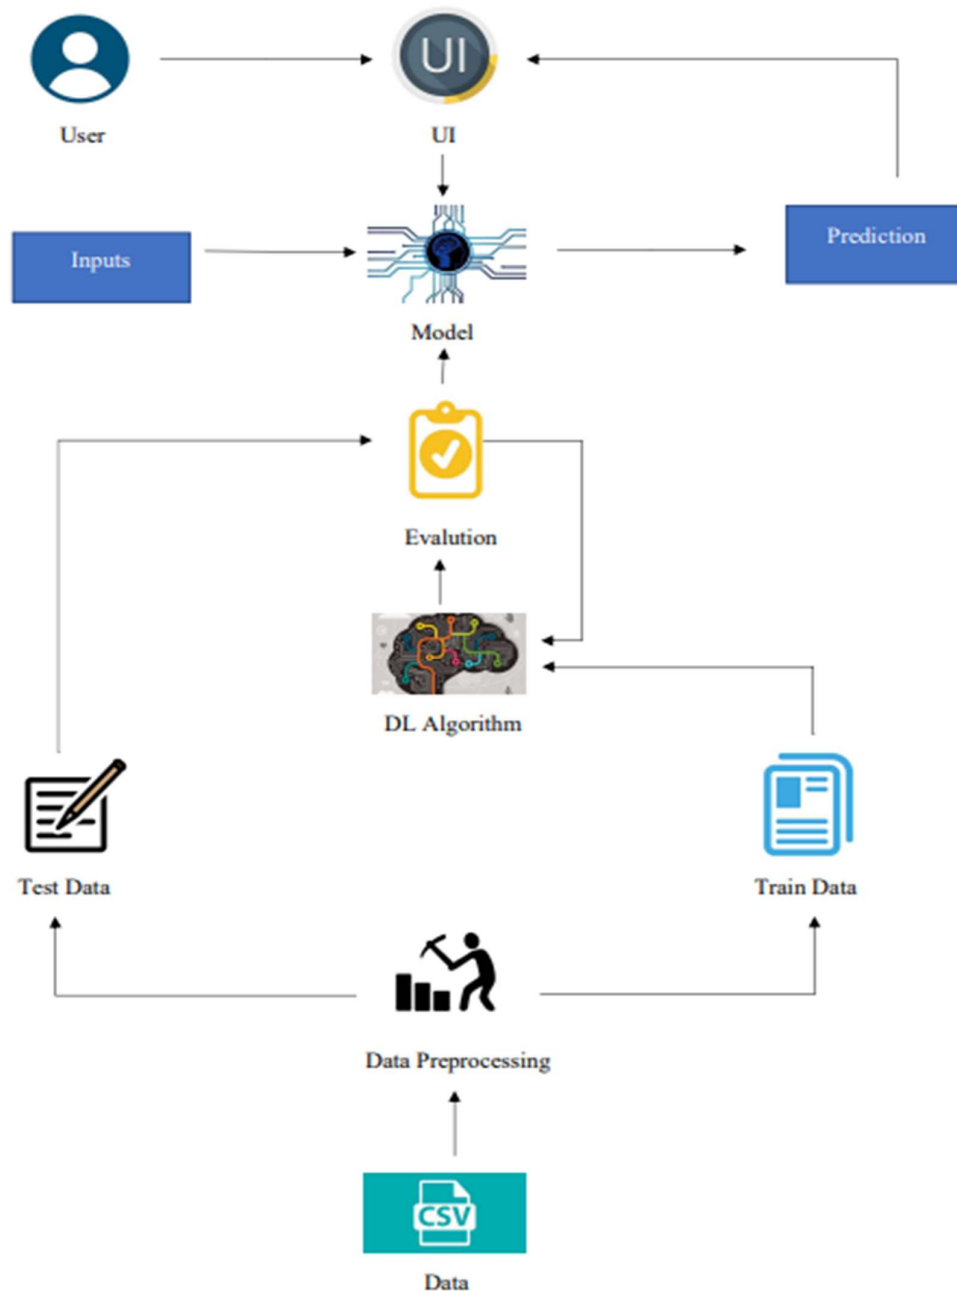 UI
User
UI
Inputs
Prediction
Model
Evalution
DL Algorithm
Test Data
Train Data
Data Preprocessing
CSV
Data